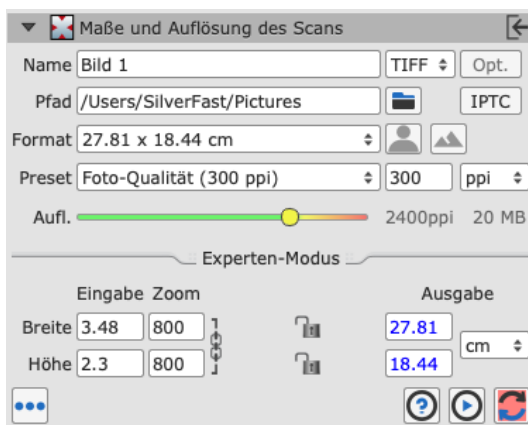 Maße und Auflösung des Scans
Name Bild 1 TIFF Opt.
Pfad /Users/SilverFast/Pictures IPTC
Format 27.81 x 18.44 cm
Preset Foto-Qualität (300 ppi) 300 ppi
Aufl. 2400ppi 20 MB
Experten-Modus
Eingabe Zoom Ausgabe
Breite 3.48 800 27.81
cm
Höhe 2.3 800 18.44
?